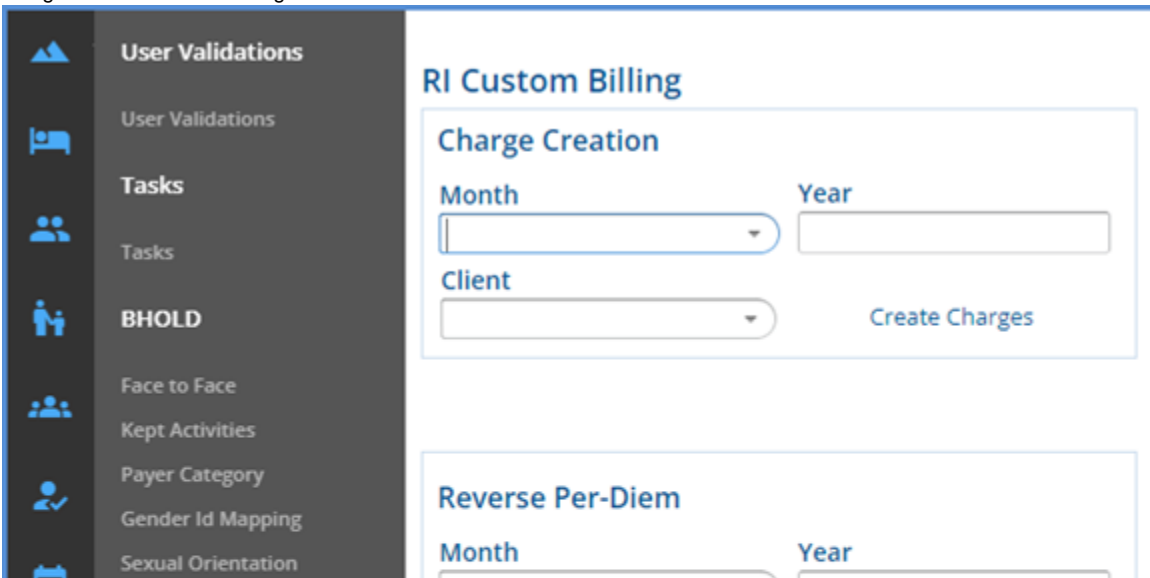 User Validations
User Validations
Tasks
Tasks
BHOLD
Face to Face
Kept Activities
Payer Category
Gender Id Mapping
Sexual Orientation
RI Custom Billing
Charge Creation
Month Year
Client
Create Charges
Reverse Per-Diem
Month Year